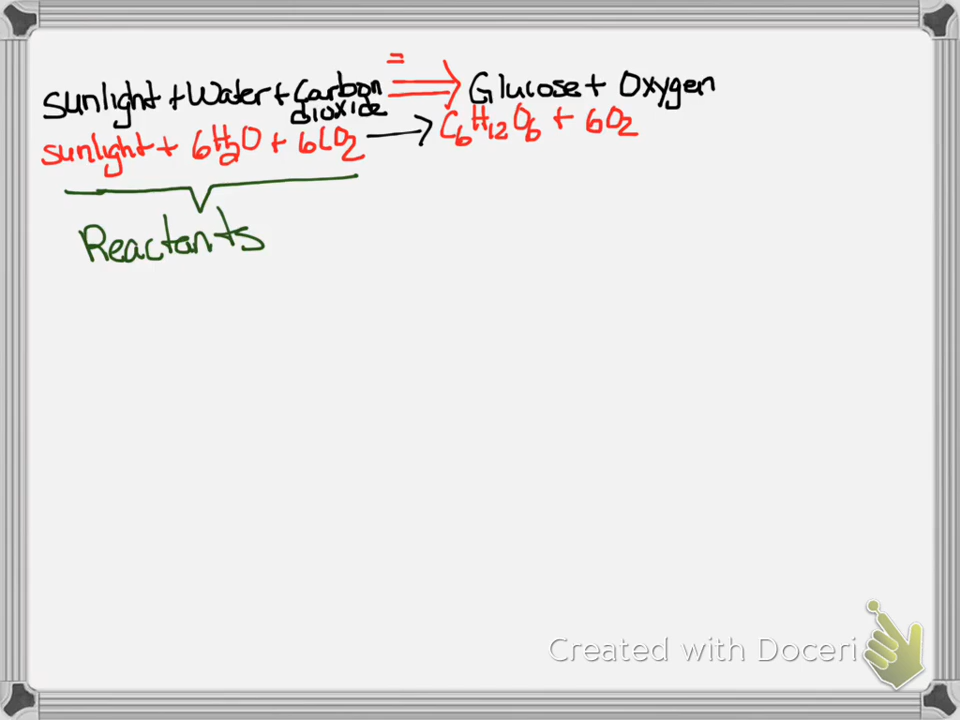 sunlight + Water + Carbon dioxide = ⇒ Glucose + Oxygen
sunlight + 6H₂O + 6CO₂ → C₆H₁₂O₆ + 6O₂
Reactants
Created with Doceri